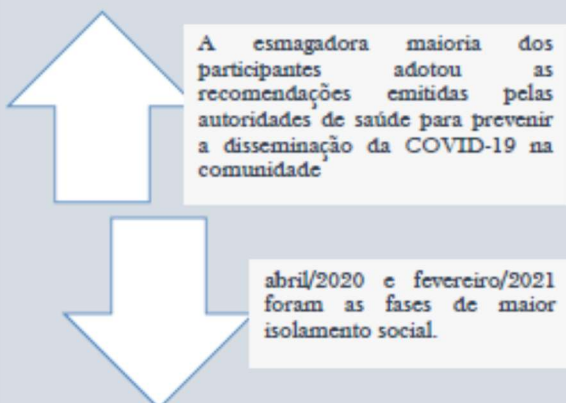 A esmagadora maioria dos
participantes adotou as
recomendações emitidas pelas
autoridades de saúde para prevenir
a disseminação da COVID-19 na
comunidade
abril/2020 e fevereiro/2021
foram as fases de maior
isolamento social.